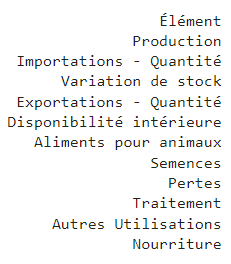 Élément
Production
Importations - Quantité
Variation de stock
Exportations - Quantité
Disponibilité intérieure
Aliments pour animaux
Semences
Pertes
Traitement
Autres Utilisations
Nourriture